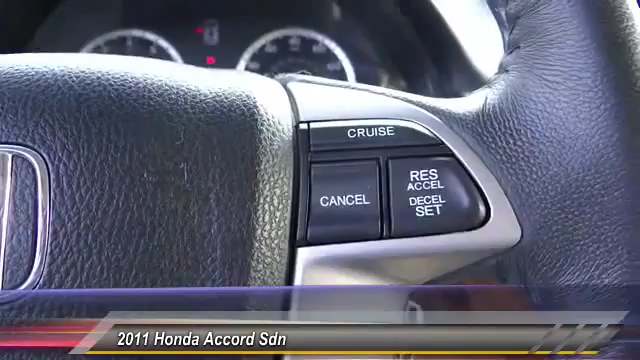 CRUISE
CANCEL
RES
ACCEL
DECEL
SET
2011 Honda Accord Sdn